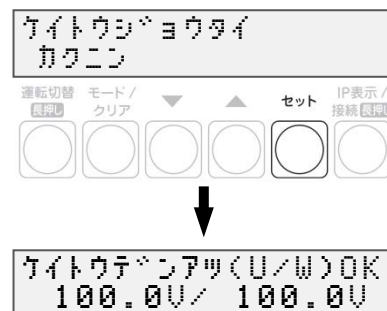 ケイトウジョウタイ
カクニン
運転切替 モード/ ▼ ▲ セット IP表示/
長押し クリア 接続 長押し
ケイトウデンアツ(U/W)OK
100.0V/ 100.0V